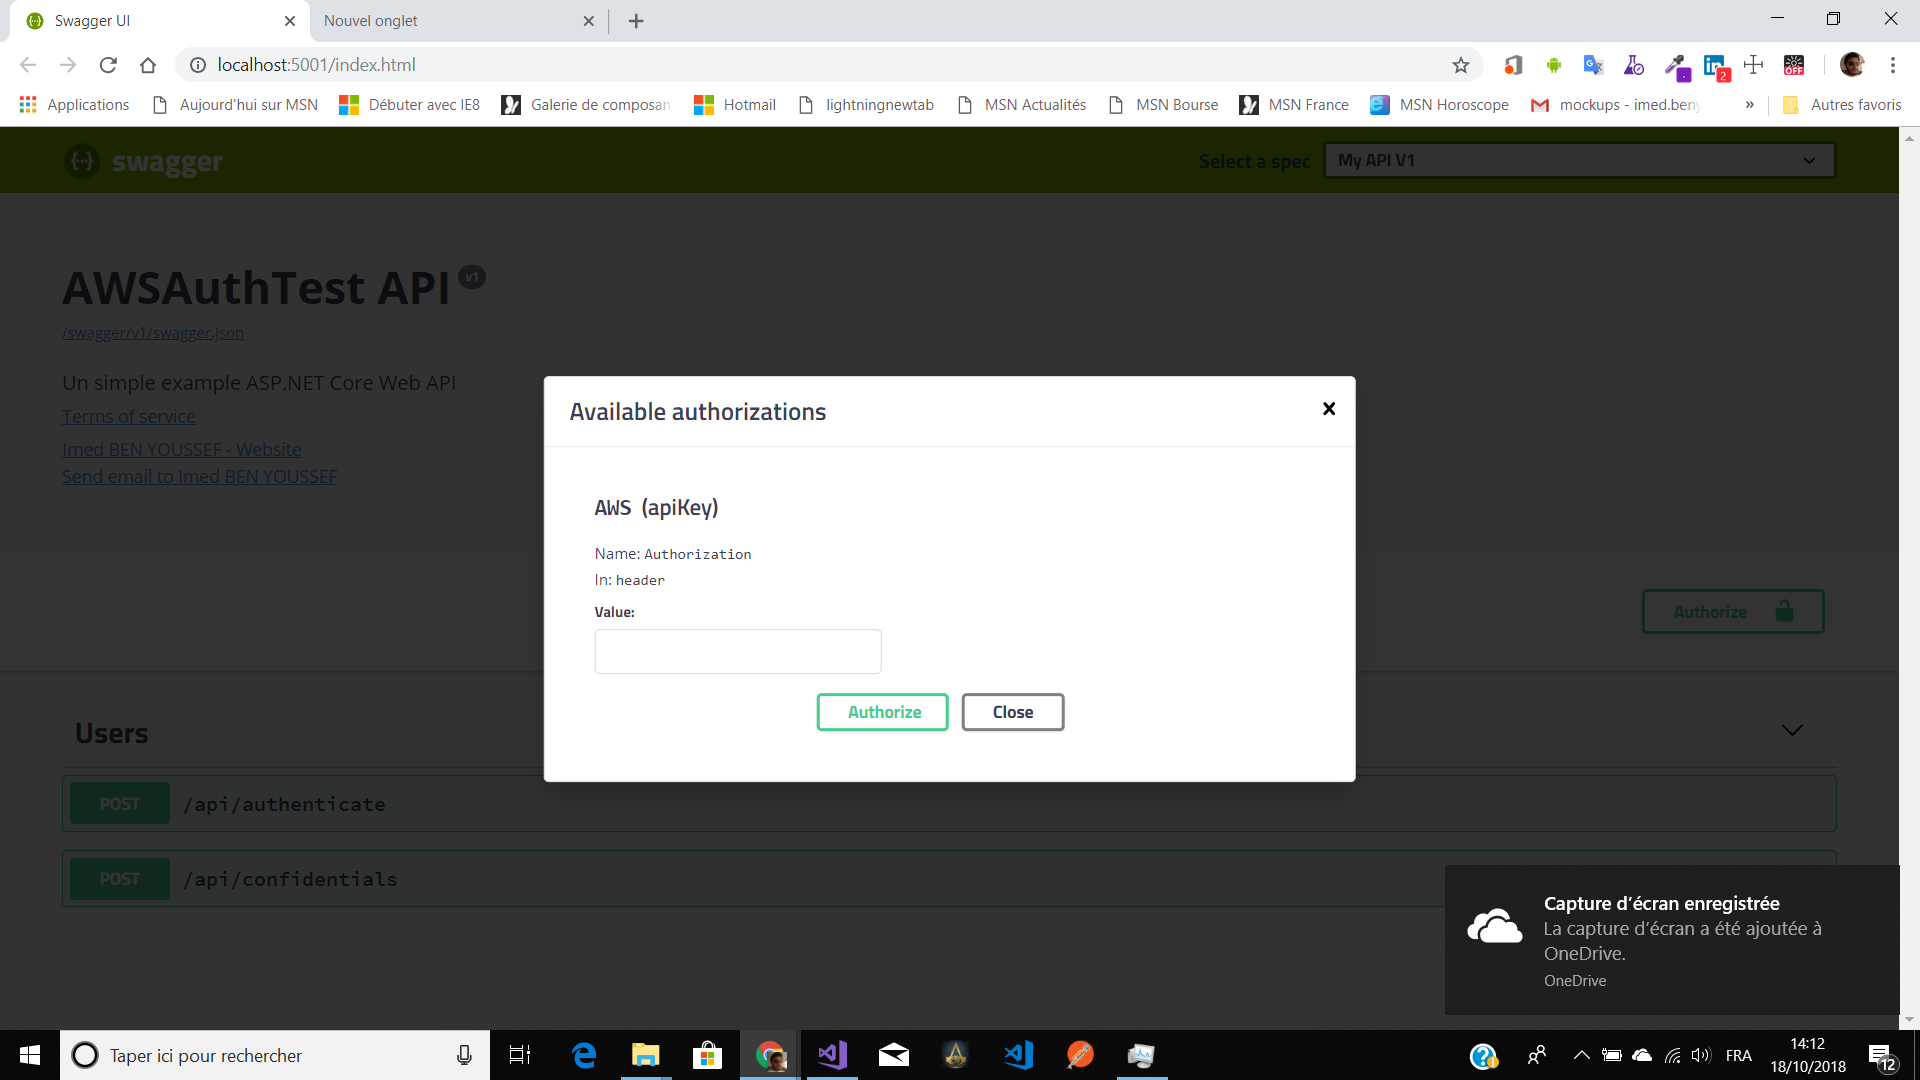 Swagger UI
Nouvel onglet
localhost:5001/index.html
2
OFF
Applications
Aujourd'hui sur MSN
Débuter avec IE8
Galerie de composan
Hotmail
lightningnewtab
MSN Actualités
MSN Bourse
MSN France
MSN Horoscope
mockups - imed.beny
»
Autres favoris
swagger
Select a spec
My API V1
AWSAuthTest API v1
/swagger/v1/swagger.json
Un simple example ASP.NET Core Web API
Terms of service
Imed BEN YOUSSEF - Website
Send email to Imed BEN YOUSSEF
Available authorizations
AWS (apiKey)
Name: Authorization
In: header
Value:
Authorize
Close
Authorize
Users
POST /api/authenticate
POST /api/confidentials
Capture d’écran enregistrée
La capture d’écran a été ajoutée à
OneDrive.
OneDrive
Taper ici pour rechercher
FRA
14:12
18/10/2018
12